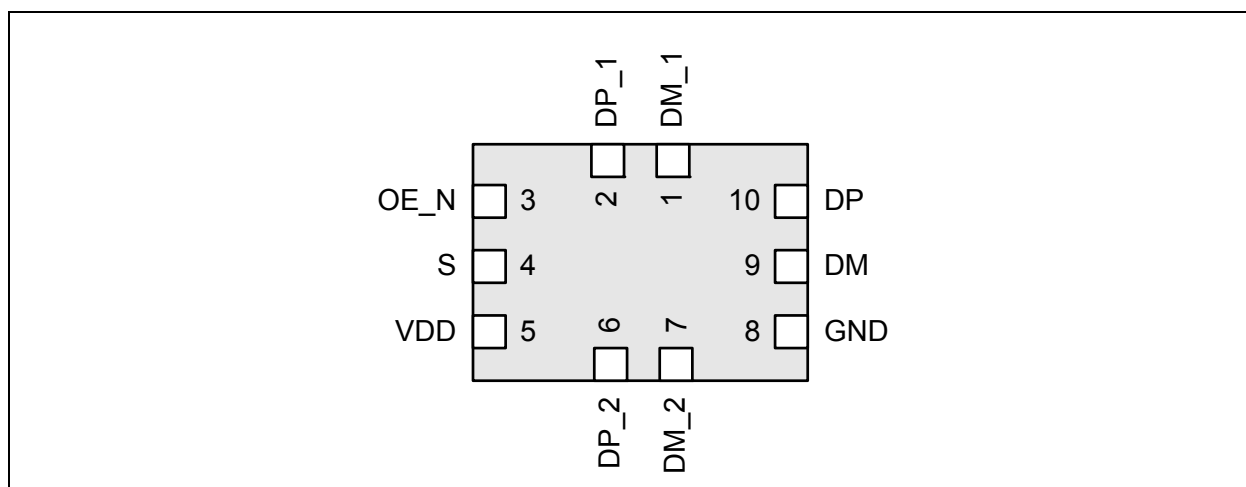 DP_1 DM_1
2 1
OE_N 3 10 DP
S 4 9 DM
VDD 5 8 GND
6 7
DP_2 DM_2